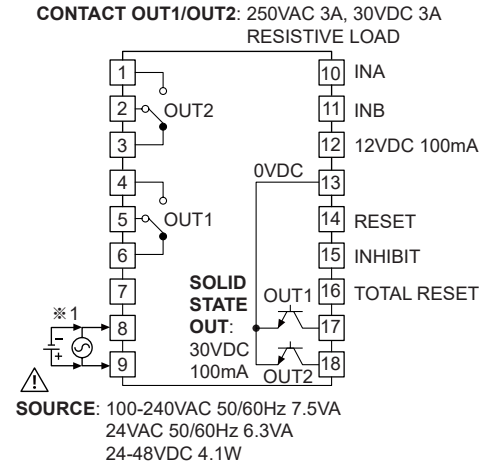 CONTACT OUT1/OUT2: 250VAC 3A, 30VDC 3A
RESISTIVE LOAD
1
2
3
OUT2
4
5
6
OUT1
7
8
9
※1
10 INA
11 INB
12 12VDC 100mA
0VDC
13
14 RESET
15 INHIBIT
16 TOTAL RESET
17
18
SOLID
STATE
OUT:
30VDC
100mA
OUT1
OUT2
- +
SOURCE: 100-240VAC 50/60Hz 7.5VA
24VAC 50/60Hz 6.3VA
24-48VDC 4.1W